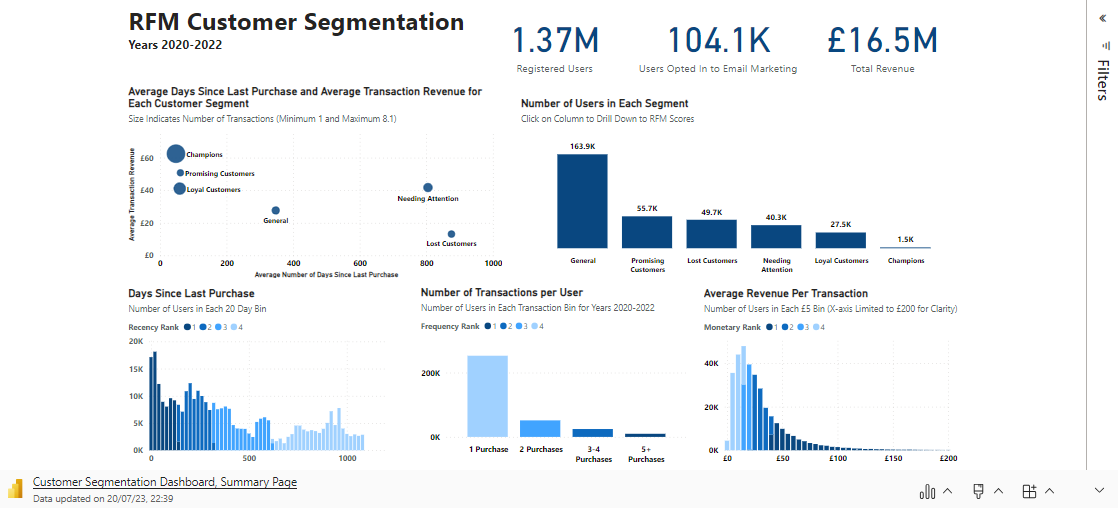 RFM Customer Segmentation
Years 2020-2022
1.37M
Registered Users
104.1K
Users Opted In to Email Marketing
£16.5M
Total Revenue
Filters
Average Days Since Last Purchase and Average Transaction Revenue for
Each Customer Segment
Size Indicates Number of Transactions (Minimum 1 and Maximum 8.1)
Average Transaction Revenue
£60
£40
£20
£0
Champions
Promising Customers
Loyal Customers
General
Needing Attention
Lost Customers
0 200 400 600 800 1000
Average Number of Days Since Last Purchase
Number of Users in Each Segment
Click on Column to Drill Down to RFM Scores
163.9K
55.7K
49.7K
40.3K
27.5K
1.5K
General
Promising
Customers
Lost Customers
Needing
Attention
Loyal Customers
Champions
Days Since Last Purchase
Number of Users in Each 20 Day Bin
Recency Rank 1 2 3 4
20K
15K
10K
5K
0K
0 500 1000
Number of Transactions per User
Number of Users in Each Transaction Bin for Years 2020-2022
Frequency Rank 1 2 3 4
200K
0K
1 Purchase
2 Purchases
3-4
Purchases
5+
Purchases
Average Revenue Per Transaction
Number of Users in Each £5 Bin (X-axis Limited to £200 for Clarity)
Monetary Rank 1 2 3 4
40K
20K
0K
£0 £50 £100 £150 £200
Customer Segmentation Dashboard, Summary Page
Data updated on 20/07/23, 22:39